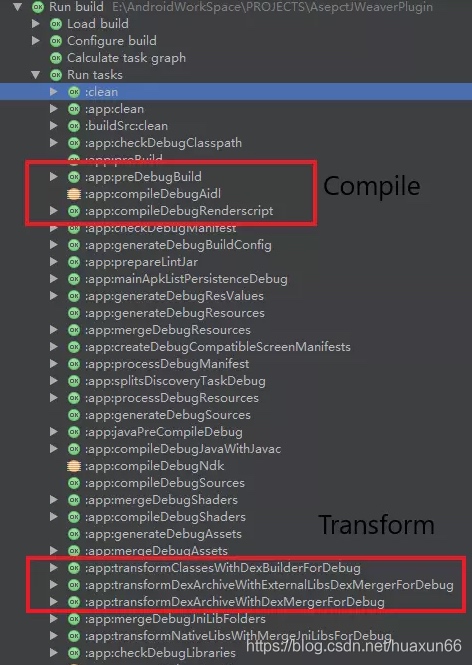 Run build E:\AndroidWorkSpace\PROJECTS\AsepctJWeaverPlugin
Load build
Configure build
Calculate task graph
Run tasks
:clean
:app:clean
:buildSrc:clean
:app:checkDebugClasspath
:app:preBuild
:app:preDebugBuild
Compile
:app:compileDebugAidl
:app:compileDebugRenderscript
:app:checkDebugManifest
:app:generateDebugBuildConfig
:app:prepareLintJar
:app:mainApkListPersistenceDebug
:app:generateDebugResValues
:app:generateDebugResources
:app:mergeDebugResources
:app:createDebugCompatibleScreenManifests
:app:processDebugManifest
:app:splitsDiscoveryTaskDebug
:app:processDebugResources
:app:generateDebugSources
:app:javaPreCompileDebug
:app:compileDebugJavaWithJavac
:app:compileDebugNdk
:app:compileDebugSources
:app:mergeDebugShaders
:app:compileDebugShaders
Transform
:app:generateDebugAssets
:app:mergeDebugAssets
:app:transformClassesWithDexBuilderForDebug
:app:transformDexArchiveWithExternalLibsDexMergerForDebug
:app:transformDexArchiveWithDexMergerForDebug
:app:mergeDebugJniLibFolders
:app:transformNativeLibsWithMergeJniLibsForDebug
:app:checkDebugLibraries
https://blog.csdn.net/huaxun66